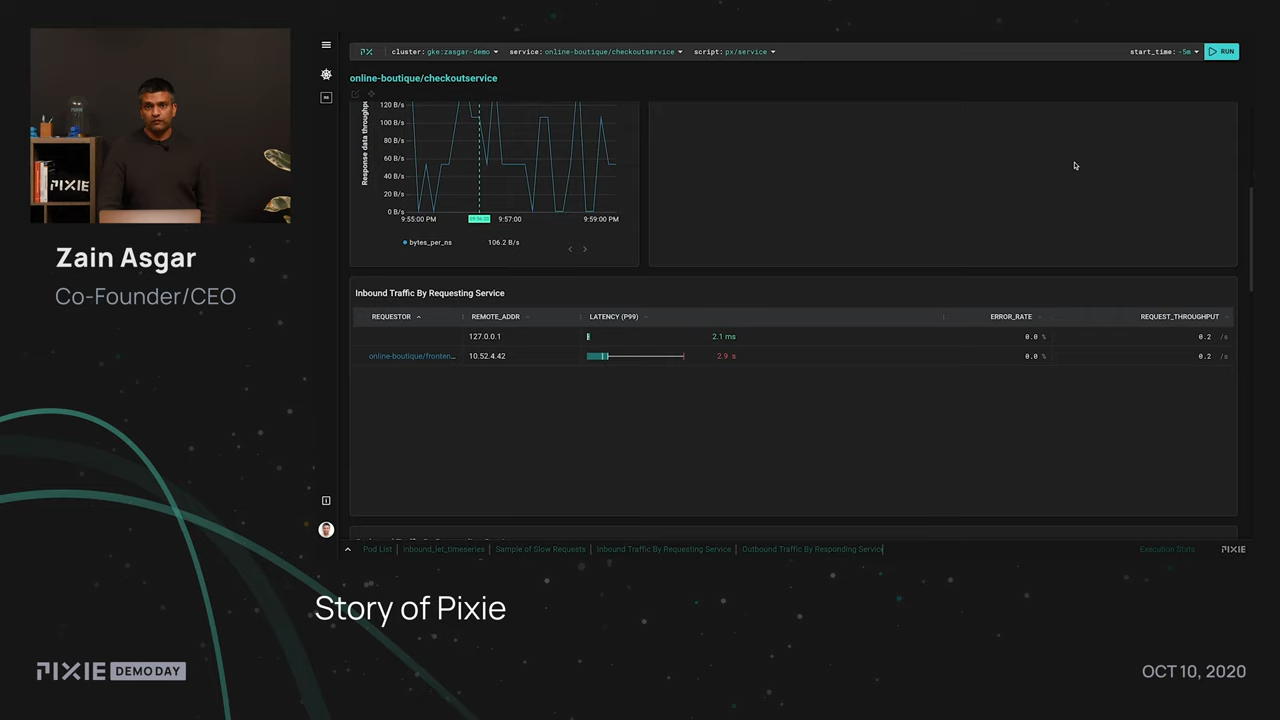 PIXIE
Zain Asgar
Co-Founder/CEO
PX
cluster: gke:zasgar-demo
service: online-boutique/checkoutservice
script: px/service
start_time: -5m
RUN
online-boutique/checkoutservice
Response data throughp
120 B/s
100 B/s
80 B/s
60 B/s
40 B/s
20 B/s
0 B/s
9:55:00 PM
9:57:00
9:59:00 PM
bytes_per_ns
106.2 B/s
Inbound Traffic By Requesting Service
REQUESTOR REMOTE_ADDR LATENCY (P99) ERROR_RATE REQUEST_THROUGHPUT
127.0.0.1 2.1 ms 0.0 % 0.2 /s
online-boutique/fronten... 10.52.4.42 2.9 s 0.0 % 0.2 /s
Pod List | inbound_let_timeseries | Sample of Slow Requests | Inbound Traffic By Requesting Service | Outbound Traffic By Responding Service
Execution Stats
PIXIE
Story of Pixie
PIXIE DEMO DAY
OCT 10, 2020